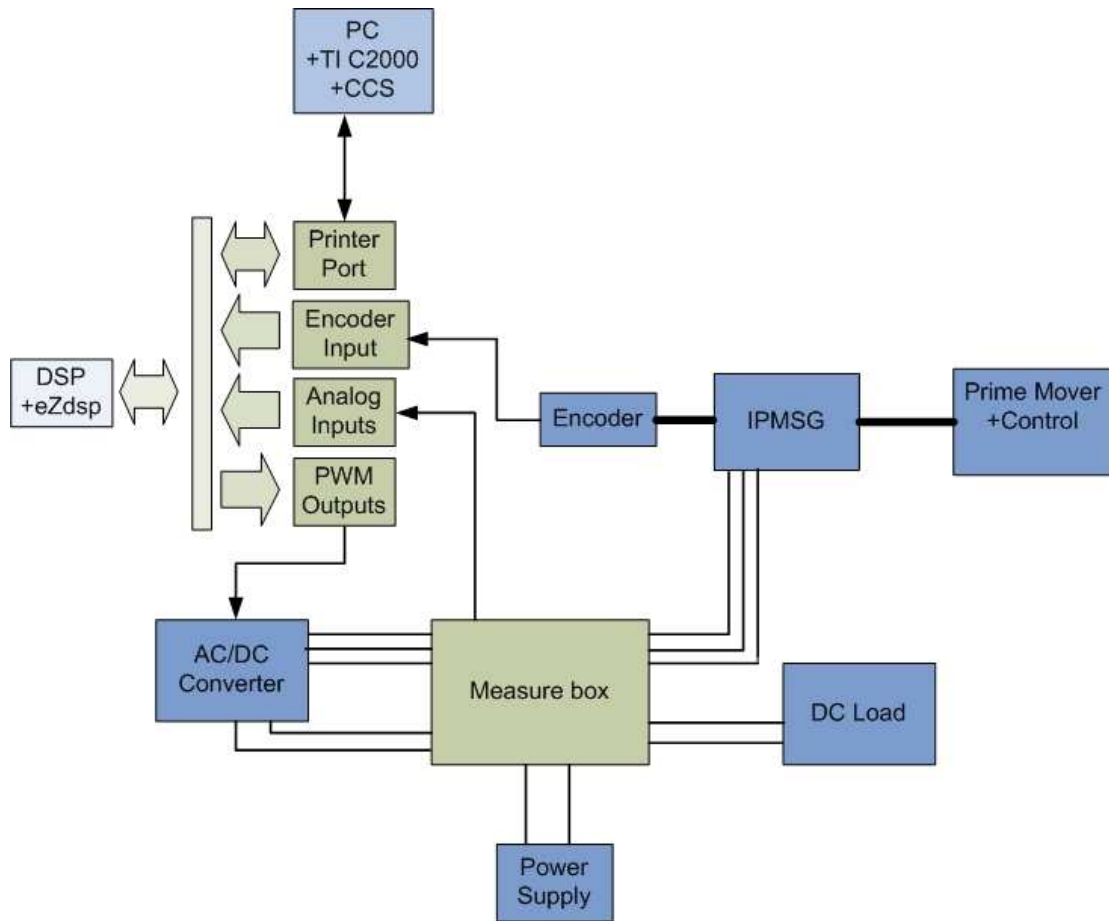 PC
+TI C2000
+CCS
Printer
Port
Encoder
Input
DSP
+eZdsp
Analog
Inputs
Encoder
IPMSG
Prime Mover
+Control
PWM
Outputs
AC/DC
Converter
Measure box
DC Load
Power
Supply